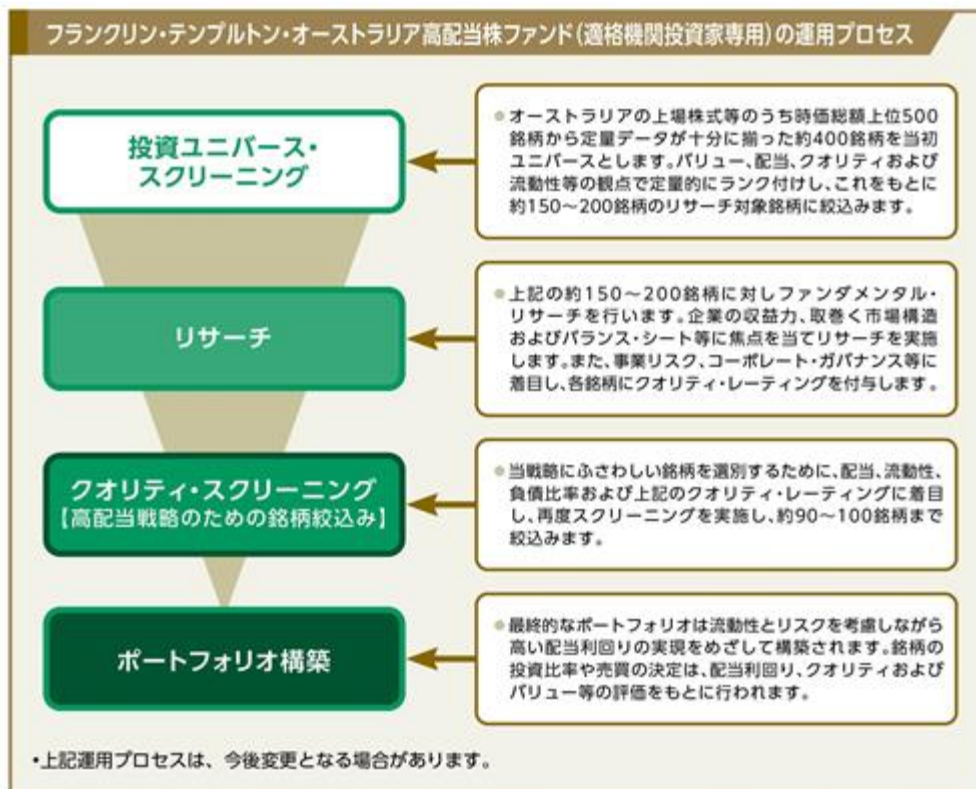 フランクリン・テンプルトン・オーストラリア高配当株ファンド(適格機関投資家専用)の運用プロセス
投資ユニバース・
スクリーニング
●オーストラリアの上場株式等のうち時価総額上位500
銘柄から定量データが十分に揃った約400銘柄を当初
ユニバースとします。バリュー、配当、クオリティおよび
流動性等の観点で定量的にランク付けし、これをもとに
約150~200銘柄のリサーチ対象銘柄に絞込みます。
リサーチ
●上記の約150~200銘柄に対しファンダメンタル・
リサーチを行います。企業の収益力、取巻く市場構造
およびバランス・シート等に焦点を当てリサーチを実施
します。また、事業リスク、コーポレート・ガバナンス等に
着目し、各銘柄にクオリティ・レーティングを付与します。
クオリティ・スクリーニング
【高配当戦略のための銘柄絞込み】
●当戦略にふさわしい銘柄を選別するために、配当、流動性、
負債比率および上記のクオリティ・レーティングに着目
し、再度スクリーニングを実施し、約90~100銘柄まで
絞込みます。
ポートフォリオ構築
●最終的なポートフォリオは流動性とリスクを考慮しながら
高い配当利回りの実現をめざして構築されます。銘柄の
投資比率や売買の決定は、配当利回り、クオリティおよび
バリュー等の評価をもとに行われます。
・上記運用プロセスは、今後変更となる場合があります。